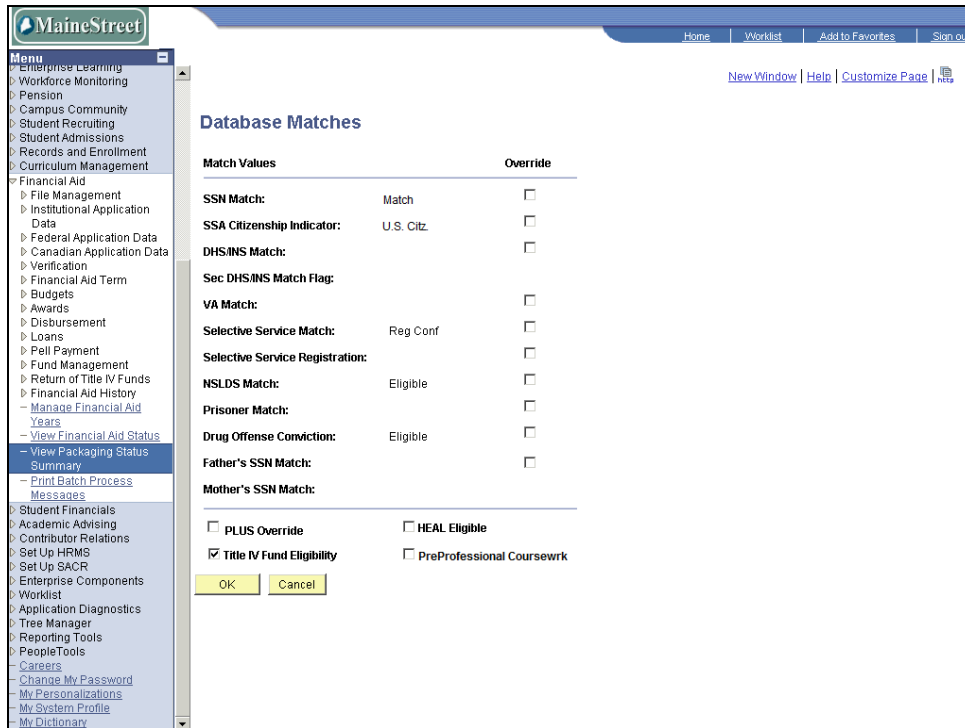 MaineStreet
Home Worklist Add to Favorites Sign ou
Menu
Enterprise Learning
Workforce Monitoring
Pension
Campus Community
Student Recruiting
Student Admissions
Records and Enrollment
Curriculum Management
Financial Aid
File Management
Institutional Application
Data
Federal Application Data
Canadian Application Data
Verification
Financial Aid Term
Budgets
Awards
Disbursement
Loans
Pell Payment
Fund Management
Return of Title IV Funds
Financial Aid History
Manage Financial Aid
Years
View Financial Aid Status
View Packaging Status
Summary
Print Batch Process
Messages
Student Financials
Academic Advising
Contributor Relations
Set Up HRMS
Set Up SACR
Enterprise Components
Worklist
Application Diagnostics
Tree Manager
Reporting Tools
PeopleTools
Careers
Change My Password
My Personalizations
My System Profile
My Dictionary
New Window | Help | Customize Page | http
Database Matches
Match Values Override
SSN Match: Match
SSA Citizenship Indicator: U.S. Citz.
DHS/INS Match:
Sec DHS/INS Match Flag:
VA Match:
Selective Service Match: Reg Conf
Selective Service Registration:
NSLDS Match: Eligible
Prisoner Match:
Drug Offense Conviction: Eligible
Father's SSN Match:
Mother's SSN Match:
PLUS Override HEAL Eligible
Title IV Fund Eligibility PreProfessional Coursewrk
OK Cancel